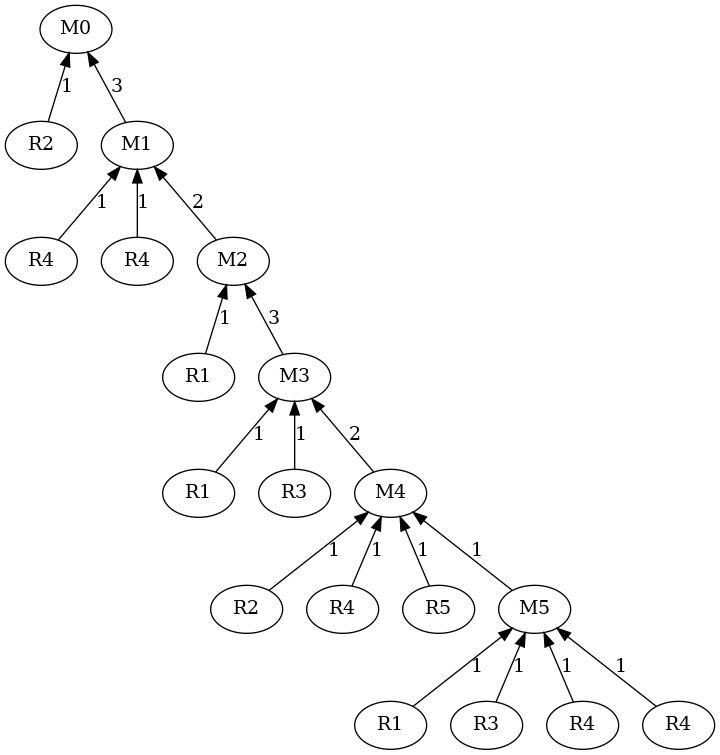 M0
1 3
R2 M1
1 1 2
R4 R4 M2
1 3
R1 M3
1 1 2
R1 R3 M4
1 1 1 1
R2 R4 R5 M5
1 1 1 1
R1 R3 R4 R4